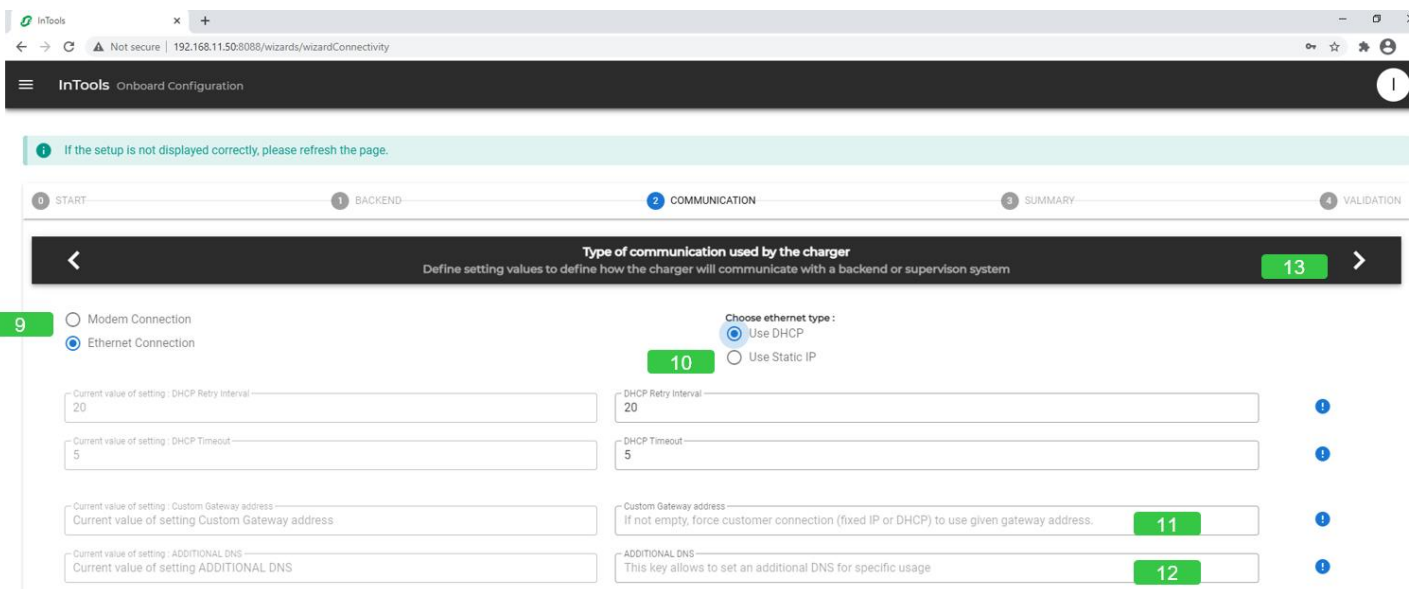 InTools
Not secure | 192.168.11.50:8088/wizards/wizardConnectivity
InTools Onboard Configuration
I
If the setup is not displayed correctly, please refresh the page.
0 START 1 BACKEND 2 COMMUNICATION 3 SUMMARY 4 VALIDATION
Type of communication used by the charger
Define setting values to define how the charger will communicate with a backend or supervison system
13
9
Modem Connection
Ethernet Connection
Choose ethernet type :
Use DHCP
10
Use Static IP
Current value of setting : DHCP Retry Interval
20
DHCP Retry Interval
20
Current value of setting : DHCP Timeout
5
DHCP Timeout
5
Current value of setting : Custom Gateway address
Current value of setting Custom Gateway address
Custom Gateway address
If not empty, force customer connection (fixed IP or DHCP) to use given gateway address.
11
Current value of setting : ADDITIONAL DNS
Current value of setting ADDITIONAL DNS
ADDITIONAL DNS
This key allows to set an additional DNS for specific usage
12